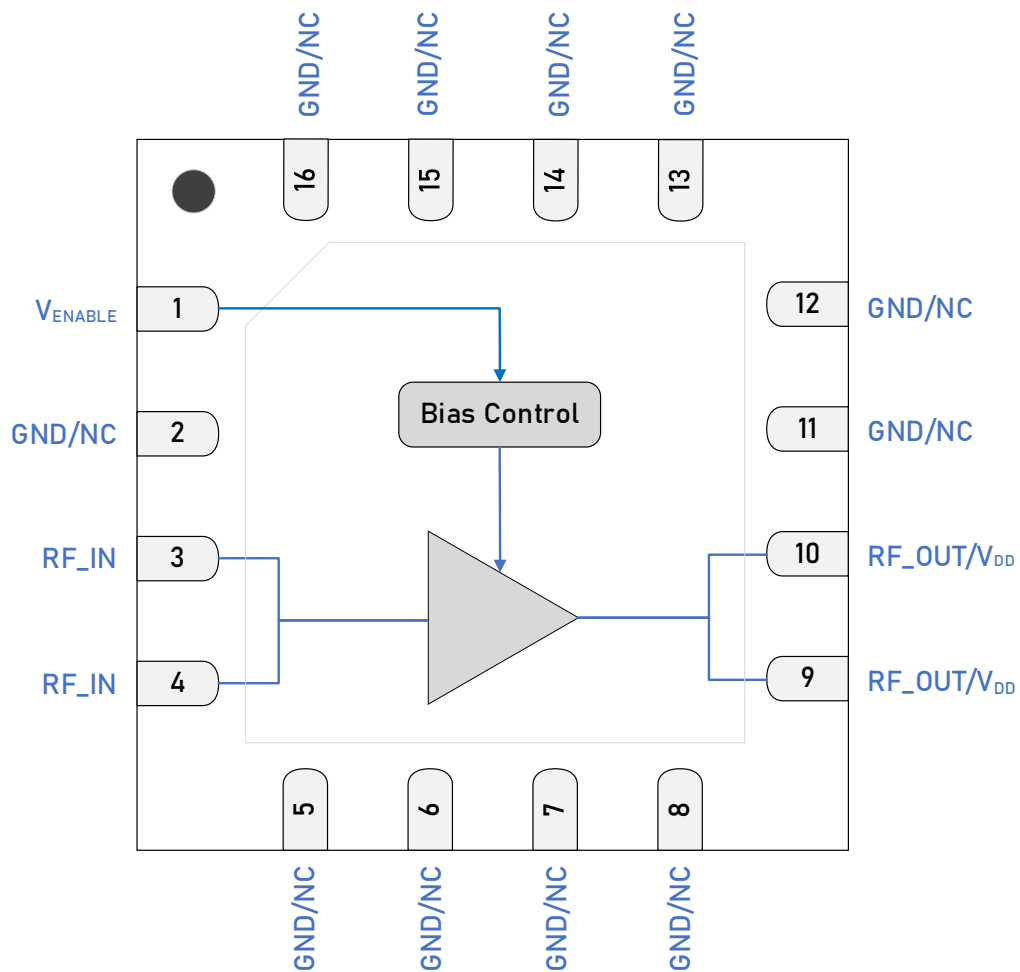 GND/NC
GND/NC
GND/NC
GND/NC
16
15
14
13
VENABLE
1
12
GND/NC
Bias Control
GND/NC
2
11
GND/NC
RF_IN
3
10
RF_OUT/VDD
RF_IN
4
9
RF_OUT/VDD
5
6
7
8
GND/NC
GND/NC
GND/NC
GND/NC